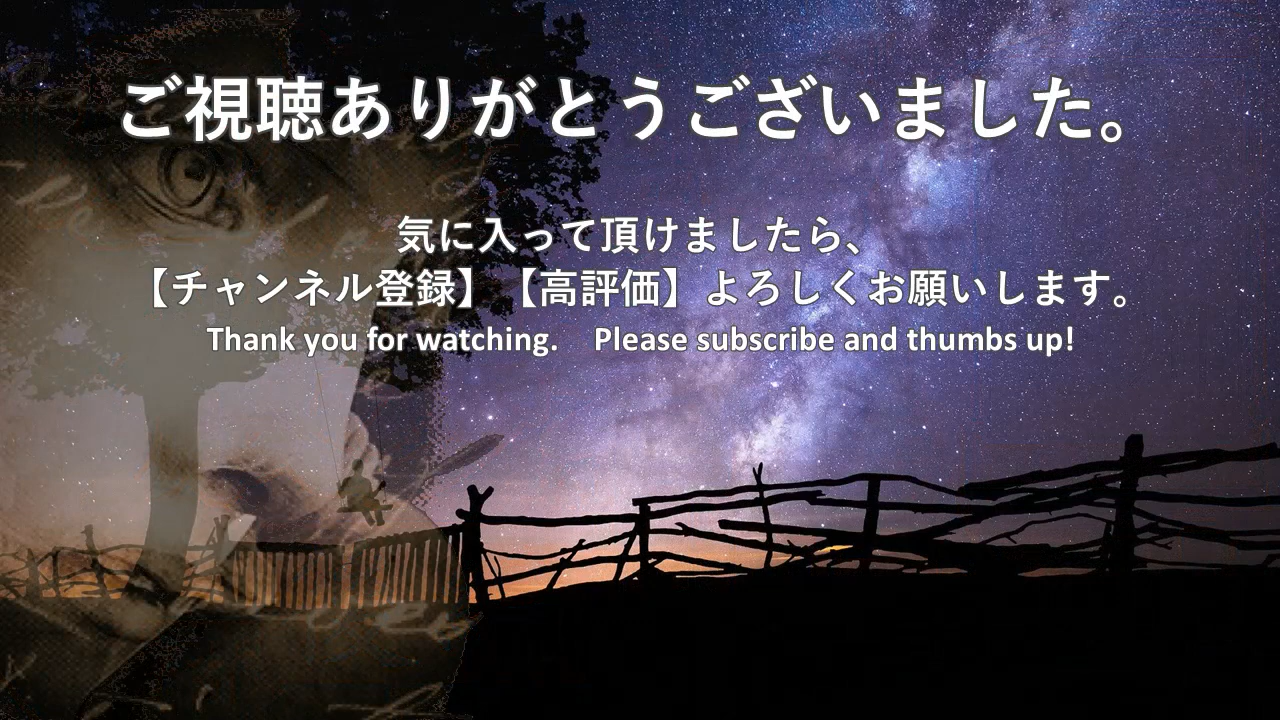 ご視聴ありがとうございました。
気に入って頂けましたら、
【チャンネル登録】【高評価】よろしくお願いします。
Thank you for watching.　Please subscribe and thumbs up!